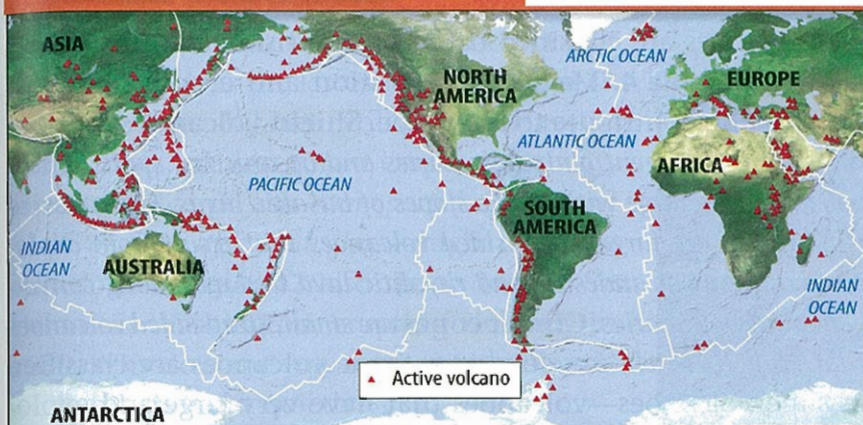 ASIA
ARCTIC OCEAN
NORTH
AMERICA
EUROPE
ATLANTIC OCEAN
PACIFIC OCEAN
AFRICA
SOUTH
AMERICA
INDIAN
OCEAN
AUSTRALIA
INDIAN
OCEAN
Active volcano
ANTARCTICA